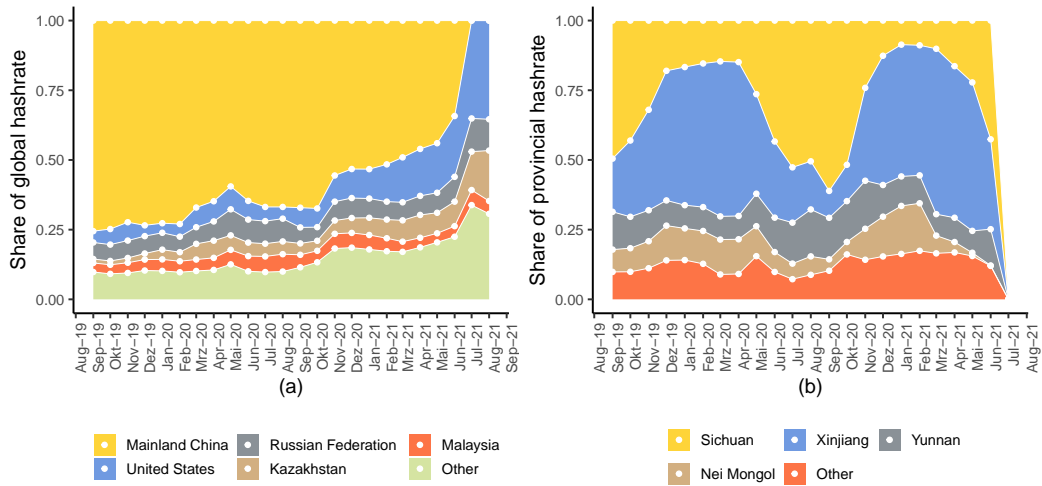 Share of global hashrate
1.00
0.75
0.50
0.25
0.00
Aug−19
Sep−19
Okt−19
Nov−19
Dez−19
Jan−20
Feb−20
Mrz−20
Apr−20
Mai−20
Jun−20
Jul−20
Aug−20
Sep−20
Okt−20
Nov−20
Dez−20
Jan−21
Feb−21
Mrz−21
Apr−21
Mai−21
Jun−21
Jul−21
Aug−21
Sep−21
(a)
Mainland China
Russian Federation
Malaysia
United States
Kazakhstan
Other
Share of provincial hashrate
1.00
0.75
0.50
0.25
0.00
Aug−19
Sep−19
Okt−19
Nov−19
Dez−19
Jan−20
Feb−20
Mrz−20
Apr−20
Mai−20
Jun−20
Jul−20
Aug−20
Sep−20
Okt−20
Nov−20
Dez−20
Jan−21
Feb−21
Mrz−21
Apr−21
Mai−21
Jun−21
Jul−21
Aug−21
(b)
Sichuan
Xinjiang
Yunnan
Nei Mongol
Other